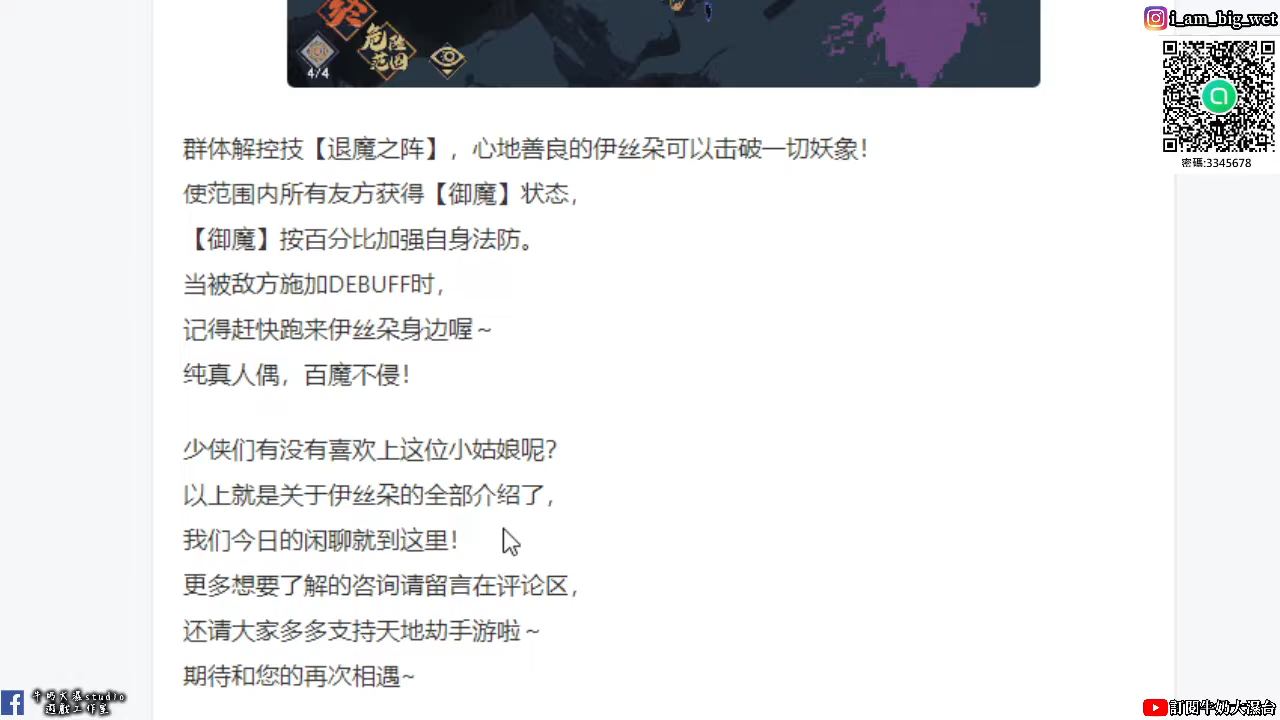 危险
范围
4/4
i_am_big_wet
密碼:3345678
群体解控技【退魔之阵】，心地善良的伊丝朵可以击破一切妖象！
使范围内所有友方获得【御魔】状态，
【御魔】按百分比加强自身法防。
当被敌方施加DEBUFF时，
记得赶快跑来伊丝朵身边喔～
纯真人偶，百魔不侵！
少侠们有没有喜欢上这位小姑娘呢？
以上就是关于伊丝朵的全部介绍了，
我们今日的闲聊就到这里！
更多想要了解的咨询请留言在评论区，
还请大家多多支持天地劫手游啦～
期待和您的再次相遇~
牛奶大濕studio
遊戲工作室
訂閱牛奶大濕台